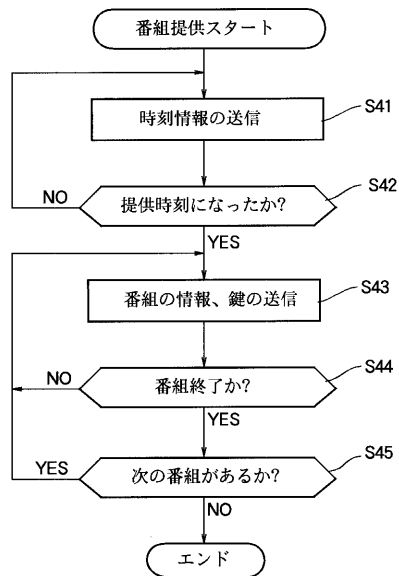 番組提供スタート
時刻情報の送信
S41
提供時刻になったか?
S42
NO
YES
番組の情報、鍵の送信
S43
番組終了か?
S44
NO
YES
次の番組があるか?
S45
YES
NO
エンド